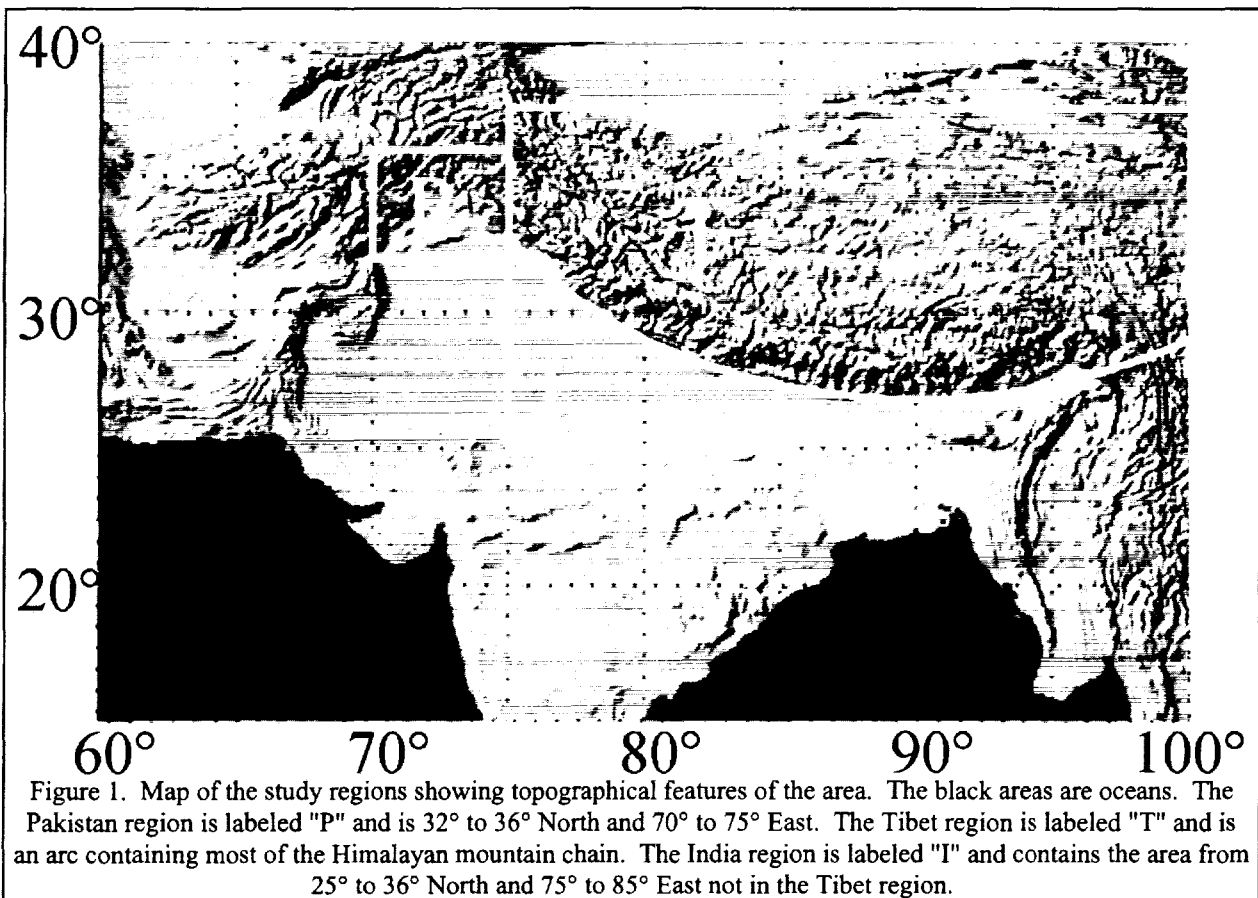 40°
30°
20°
60° 70° 80° 90° 100°
Figure 1. Map of the study regions showing topographical features of the area. The black areas are oceans. The
Pakistan region is labeled "P" and is 32° to 36° North and 70° to 75° East. The Tibet region is labeled "T" and is
an arc containing most of the Himalayan mountain chain. The India region is labeled "I" and contains the area from
25° to 36° North and 75° to 85° East not in the Tibet region.